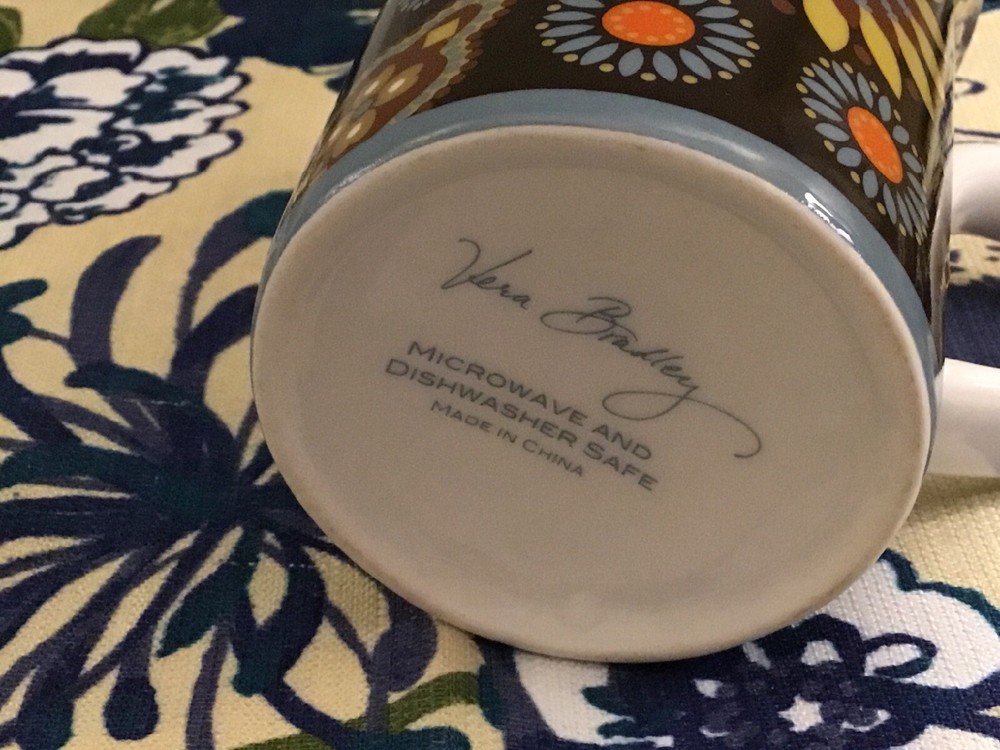 Vera Bradley
MICROWAVE AND
DISHWASHER SAFE
MADE IN CHINA